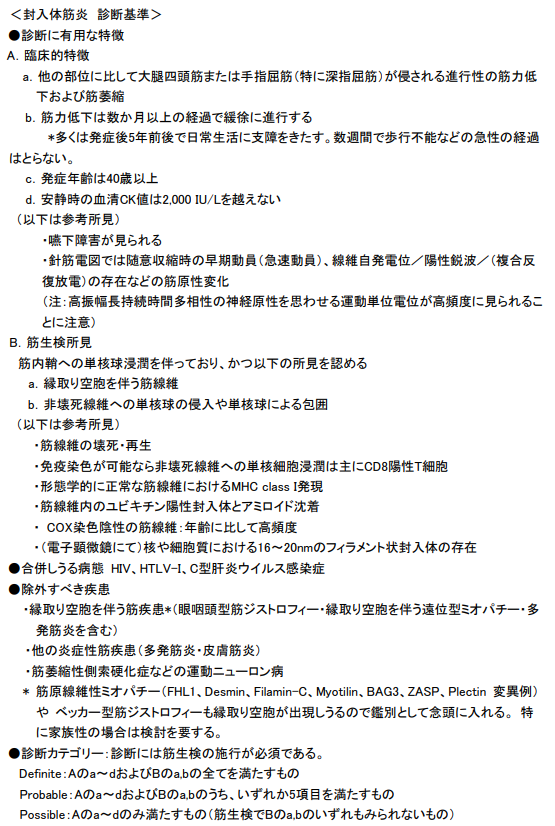 ＜封入体筋炎　診断基準＞
●診断に有用な特徴
A．臨床的特徴
a．他の部位に比して大腿四頭筋または手指屈筋（特に深指屈筋）が侵される進行性の筋力低
下および筋萎縮
b．筋力低下は数か月以上の経過で緩徐に進行する
*多くは発症後5年前後で日常生活に支障をきたす。数週間で歩行不能などの急性の経過
はとらない。
c．発症年齢は40歳以上
d．安静時の血清CK値は2,000 IU/Lを越えない
（以下は参考所見）
・嚥下障害が見られる
・針筋電図では随意収縮時の早期動員（急速動員）、線維自発電位／陽性鋭波／（複合反
復放電）の存在などの筋原性変化
（注：高振幅長持続時間多相性の神経原性を思わせる運動単位電位が高頻度に見られるこ
とに注意）
B．筋生検所見
筋内鞘への単核球浸潤を伴っており、かつ以下の所見を認める
a．縁取り空胞を伴う筋線維
b．非壊死線維への単核球の侵入や単核球による包囲
（以下は参考所見）
・筋線維の壊死・再生
・免疫染色が可能なら非壊死線維への単核細胞浸潤は主にCD8陽性T細胞
・形態学的に正常な筋線維におけるMHC class I発現
・筋線維内のユビキチン陽性封入体とアミロイド沈着
・ COX染色陰性の筋線維：年齢に比して高頻度
・（電子顕微鏡にて）核や細胞質における16～20nmのフィラメント状封入体の存在
●合併しうる病態 HIV、HTLV-I、C型肝炎ウイルス感染症
●除外すべき疾患
・縁取り空胞を伴う筋疾患*（眼咽頭型筋ジストロフィー・縁取り空胞を伴う遠位型ミオパチー・多
発筋炎を含む）
・他の炎症性筋疾患（多発筋炎・皮膚筋炎）
・筋萎縮性側索硬化症などの運動ニューロン病
* 筋原線維性ミオパチー（FHL1、Desmin、Filamin-C、Myotilin、BAG3、ZASP、Plectin 変異例）
や ベッカー型筋ジストロフィーも縁取り空胞が出現しうるので鑑別として念頭に入れる。 特
に家族性の場合は検討を要する。
●診断カテゴリー：診断には筋生検の施行が必須である。
Definite：Aのa～dおよびBのa,bの全てを満たすもの
Probable：Aのa～dおよびBのa,bのうち、いずれか5項目を満たすもの
Possible：Aのa～dのみ満たすもの（筋生検でBのa,bのいずれもみられないもの）